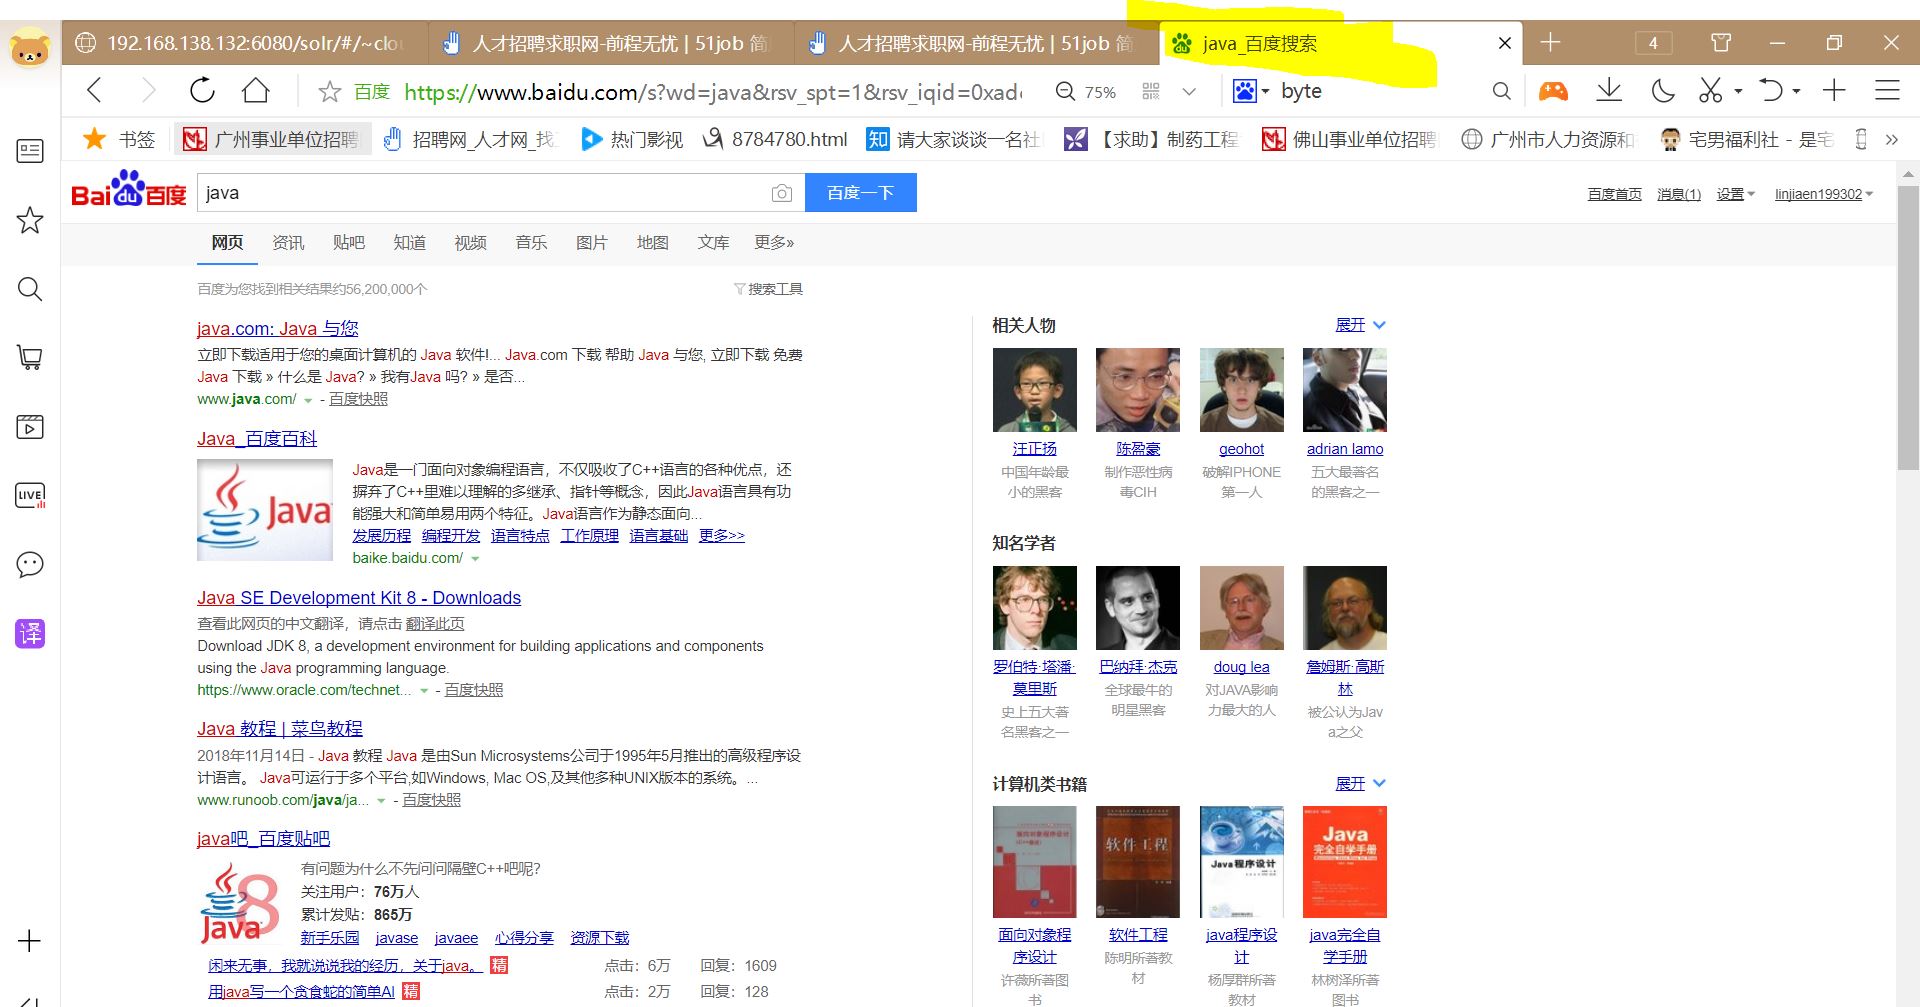 192.168.138.132:6080/solr/#/~clou
人才招聘求职网-前程无忧 | 51job 简
人才招聘求职网-前程无忧 | 51job 简
java_百度搜索
4
百度 https://www.baidu.com/s?wd=java&rsv_spt=1&rsv_iqid=0xadc
75%
byte
书签
广州事业单位招聘
招聘网_人才网_找工
热门影视
8784780.html
知 请大家谈谈一名社
【求助】制药工程
佛山事业单位招聘
广州市人力资源和
宅男福利社 - 是宅
Bai du 百度
java
百度一下
百度首页 消息(1) 设置 linjiaen199302
网页 资讯 贴吧 知道 视频 音乐 图片 地图 文库 更多»
百度为您找到相关结果约56,200,000个
搜索工具
java.com: Java 与您
立即下载适用于您的桌面计算机的 Java 软件!... Java.com 下载 帮助 Java 与您, 立即下载 免费
Java 下载 » 什么是 Java? » 我有Java 吗? » 是否...
www.java.com/ - 百度快照
Java_百度百科
Java
Java是一门面向对象编程语言，不仅吸收了C++语言的各种优点，还
摒弃了C++里难以理解的多继承、指针等概念，因此Java语言具有功
能强大和简单易用两个特征。Java语言作为静态面向...
发展历程 编程开发 语言特点 工作原理 语言基础 更多>>
baike.baidu.com/
Java SE Development Kit 8 - Downloads
查看此网页的中文翻译，请点击 翻译此页
Download JDK 8, a development environment for building applications and components
using the Java programming language.
https://www.oracle.com/technet... - 百度快照
Java 教程 | 菜鸟教程
2018年11月14日 - Java 教程 Java 是由Sun Microsystems公司于1995年5月推出的高级程序设
计语言。 Java可运行于多个平台,如Windows, Mac OS,及其他多种UNIX版本的系统。...
www.runoob.com/java/ja... - 百度快照
java吧_百度贴吧
8
Java
有问题为什么不先问问隔壁C++吧呢?
关注用户：76万人
累计发贴：865万
新手乐园 javase javaee 心得分享 资源下载
闲来无事，我就说说我的经历，关于java。 精 点击：6万 回复：1609
用java写一个贪食蛇的简单AI 精 点击：2万 回复：128
相关人物 展开
汪正扬
中国年龄最
小的黑客
陈盈豪
制作恶性病
毒CIH
geohot
破解IPHONE
第一人
adrian lamo
五大最著名
的黑客之一
知名学者
罗伯特·塔潘·
莫里斯
史上五大著
名黑客之一
巴纳拜·杰克
全球最牛的
明星黑客
doug lea
对JAVA影响
力最大的人
詹姆斯·高斯
林
被公认为Jav
a之父
计算机类书籍 展开
面向对象程序设计
软件工程
Java程序设计
Java
完全自学手册
面向对象程
序设计
许薇所著图
书
软件工程
陈明所著教
材
java程序设
计
杨厚群所著
教材
java完全自
学手册
林树泽所著
图书
LIVE
译